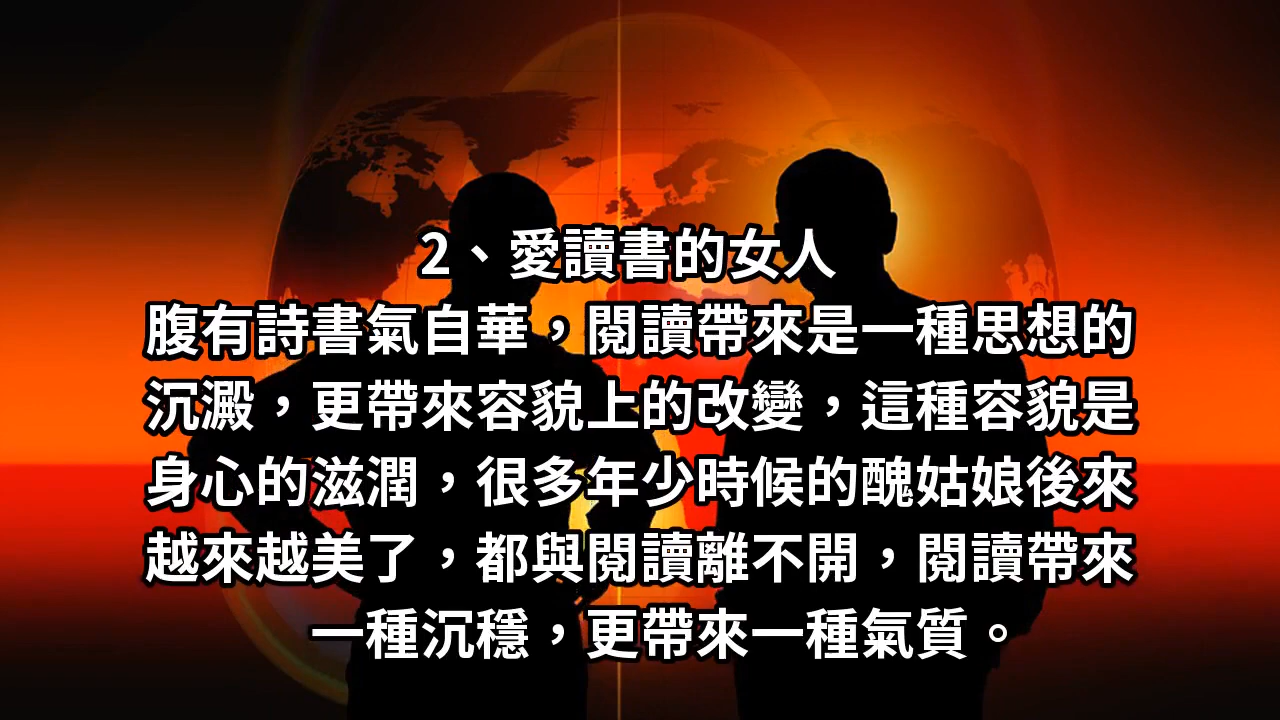 2、愛讀書的女人
腹有詩書氣自華，閱讀帶來是一種思想的
沉澱，更帶來容貌上的改變，這種容貌是
身心的滋潤，很多年少時候的醜姑娘後來
越來越美了，都與閱讀離不開，閱讀帶來
一種沉穩，更帶來一種氣質。